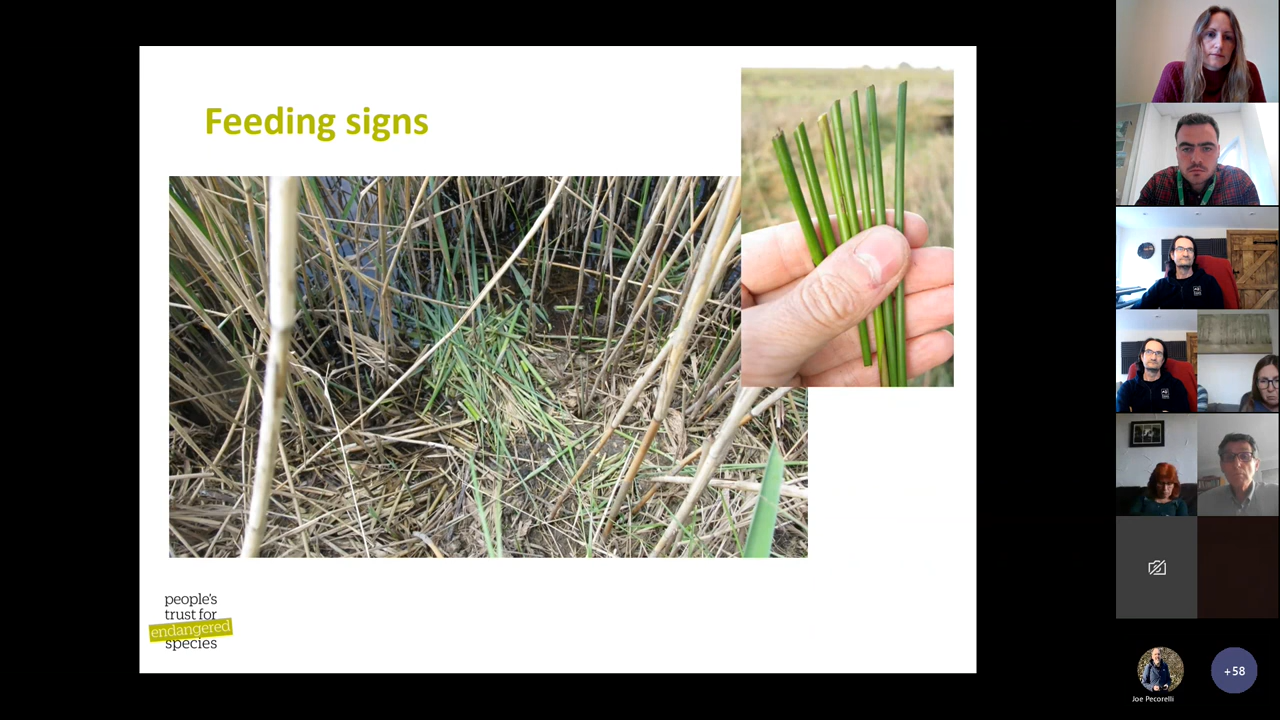 Feeding signs
people's
trust for
endangered
species
Joe Pecorelli
+58